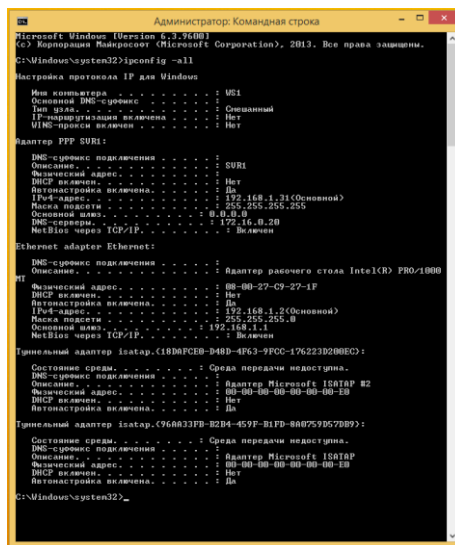 Администратор: Командная строка
Microsoft Windows [Version 6.3.9600]
(c) Корпорация Майкрософт (Microsoft Corporation), 2013. Все права защищены.
C:\Windows\system32>ipconfig -all
Настройка протокола IP для Windows
Имя компьютера . . . . . . . . . : WS1
Основной DNS-суффикс . . . . . . :
Тип узла. . . . . . . . . . . . . : Смешанный
IP-маршрутизация включена . . . . : Нет
WINS-прокси включен . . . . . . . : Нет
Адаптер PPP SVR1:
DNS-суффикс подключения . . . . . :
Описание. . . . . . . . . . . . . : SVR1
Физический адрес. . . . . . . . . :
DHCP включен. . . . . . . . . . . : Нет
Автонастройка включена. . . . . . : Да
IPv4-адрес. . . . . . . . . . . . : 192.168.1.31(Основной)
Маска подсети . . . . . . . . . . : 255.255.255.255
Основной шлюз. . . . . . . . . : 0.0.0.0
DNS-серверы. . . . . . . . . . . : 172.16.0.20
NetBios через TCP/IP. . . . . . . . : Включен
Ethernet adapter Ethernet:
DNS-суффикс подключения . . . . . :
Описание. . . . . . . . . . . . . : Адаптер рабочего стола Intel(R) PRO/1000
MT
Физический адрес. . . . . . . . . : 08-00-27-C9-27-1F
DHCP включен. . . . . . . . . . . : Нет
Автонастройка включена. . . . . . : Да
IPv4-адрес. . . . . . . . . . . . : 192.168.1.2(Основной)
Маска подсети . . . . . . . . . . : 255.255.255.0
Основной шлюз. . . . . . . . . : 192.168.1.1
NetBios через TCP/IP. . . . . . . . : Включен
Туннельный адаптер isatap.{18DAFCE0-D48D-4F63-9FCC-176223D200EC}:
Состояние среды. . . . . . . . : Среда передачи недоступна.
DNS-суффикс подключения . . . . . :
Описание. . . . . . . . . . . . . : Адаптер Microsoft ISATAP #2
Физический адрес. . . . . . . . . : 00-00-00-00-00-00-00-E0
DHCP включен. . . . . . . . . . . : Нет
Автонастройка включена. . . . . . : Да
Туннельный адаптер isatap.{96AA33FB-B2B4-459F-B1FD-8A0759D57DB9}:
Состояние среды. . . . . . . . : Среда передачи недоступна.
DNS-суффикс подключения . . . . . :
Описание. . . . . . . . . . . . . : Адаптер Microsoft ISATAP
Физический адрес. . . . . . . . . : 00-00-00-00-00-00-00-E0
DHCP включен. . . . . . . . . . . : Нет
Автонастройка включена. . . . . . : Да
C:\Windows\system32>_